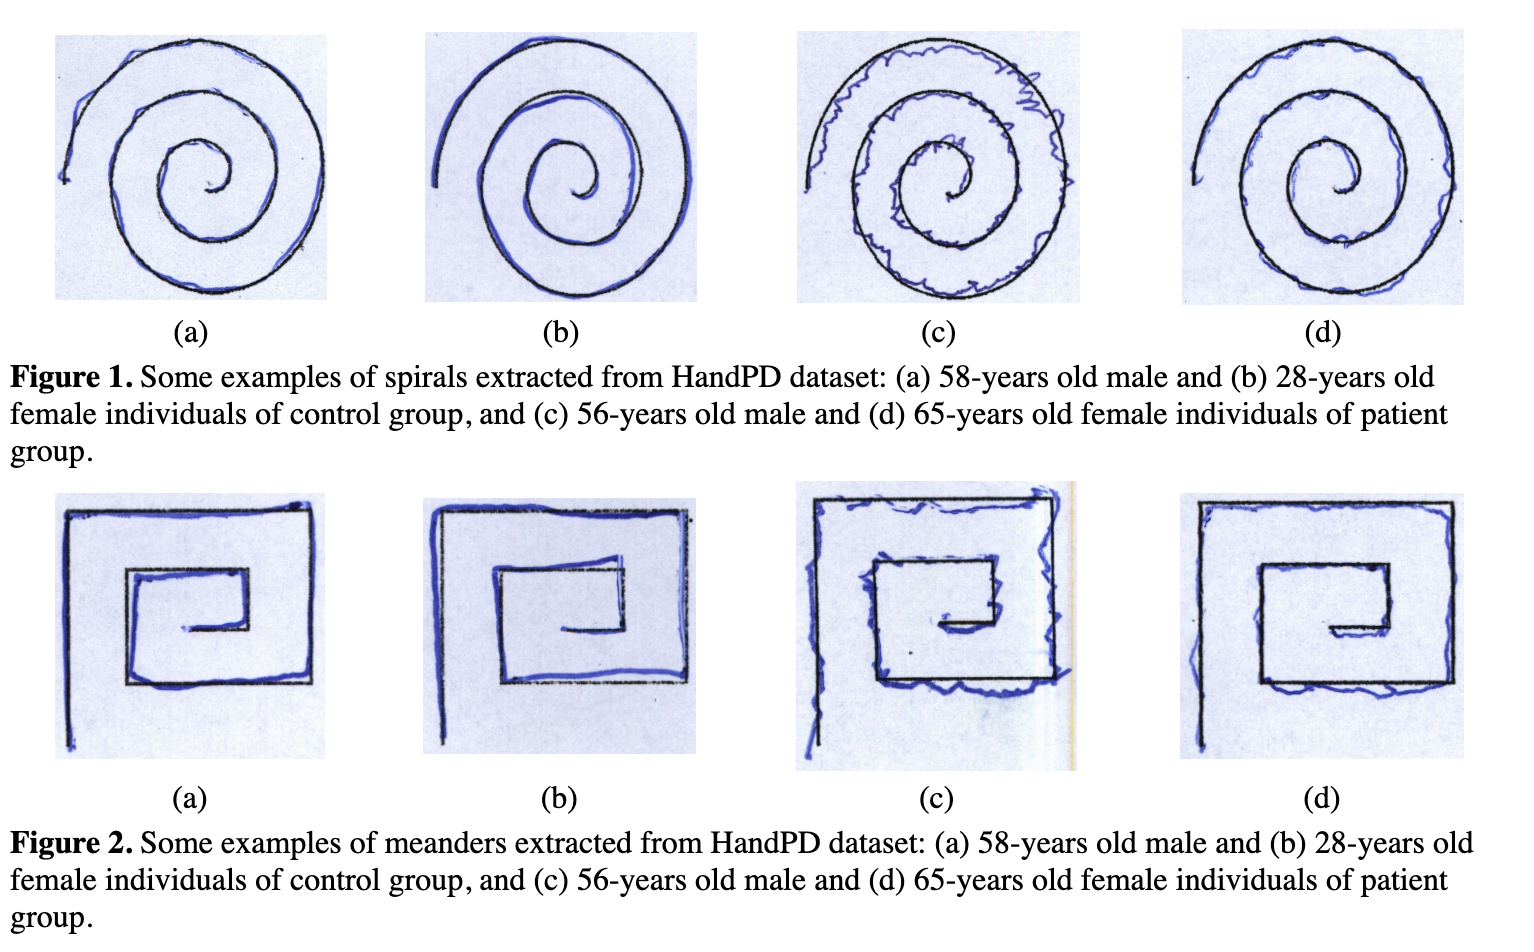 (a) (b) (c) (d)
Figure 1. Some examples of spirals extracted from HandPD dataset: (a) 58-years old male and (b) 28-years old
female individuals of control group, and (c) 56-years old male and (d) 65-years old female individuals of patient
group.
(a) (b) (c) (d)
Figure 2. Some examples of meanders extracted from HandPD dataset: (a) 58-years old male and (b) 28-years old
female individuals of control group, and (c) 56-years old male and (d) 65-years old female individuals of patient
group.